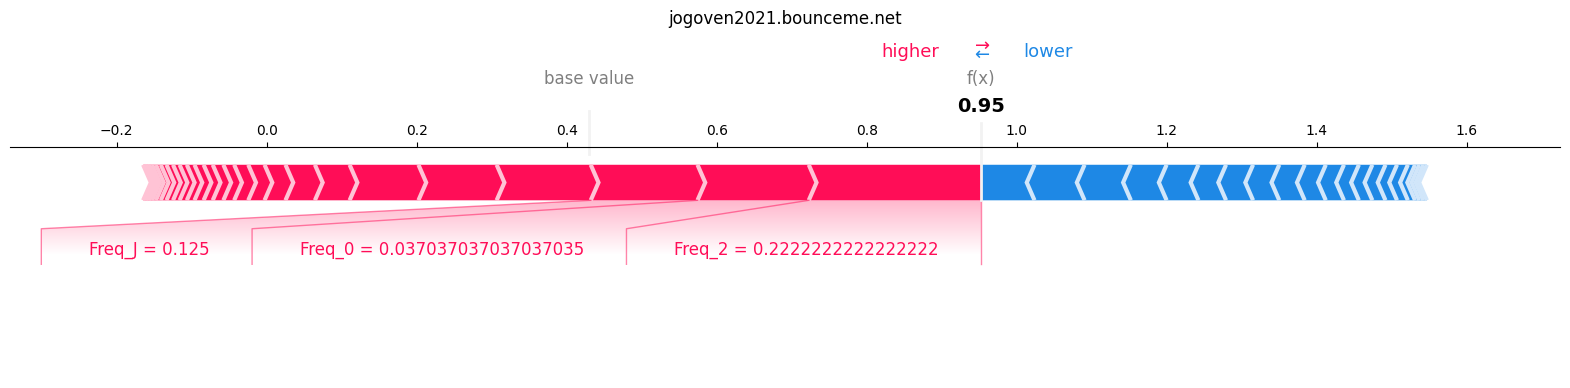 jogoven2021.bounceme.net
higher ⇄ lower
base value f(x)
0.95
−0.2 0.0 0.2 0.4 0.6 0.8 1.0 1.2 1.4 1.6
Freq_J = 0.125 Freq_0 = 0.037037037037037035 Freq_2 = 0.2222222222222222